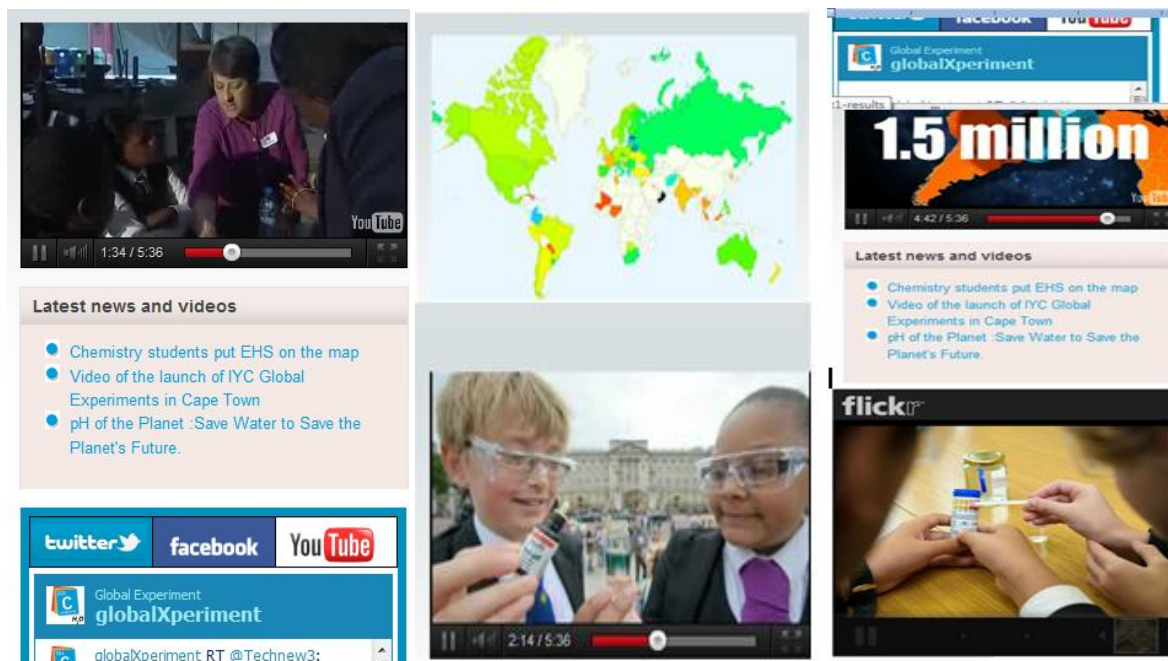 YouTube
1:34 / 5:36
Latest news and videos
Chemistry students put EHS on the map
Video of the launch of IYC Global
Experiments in Cape Town
pH of the Planet :Save Water to Save the
Planet's Future.
twitter
facebook
YouTube
Global Experiment
globalXperiment
C
H2O
globalXperiment RT @Technew3:
2:14 / 5:36
twitter
facebook
YouTube
Global Experiment
globalXperiment
C
-results
1.5 million
YouTube
4:42 / 5:36
Latest news and videos
Chemistry students put EHS on the map
Video of the launch of IYC Global
Experiments in Cape Town
pH of the Planet :Save Water to Save the
Planet's Future.
flickr